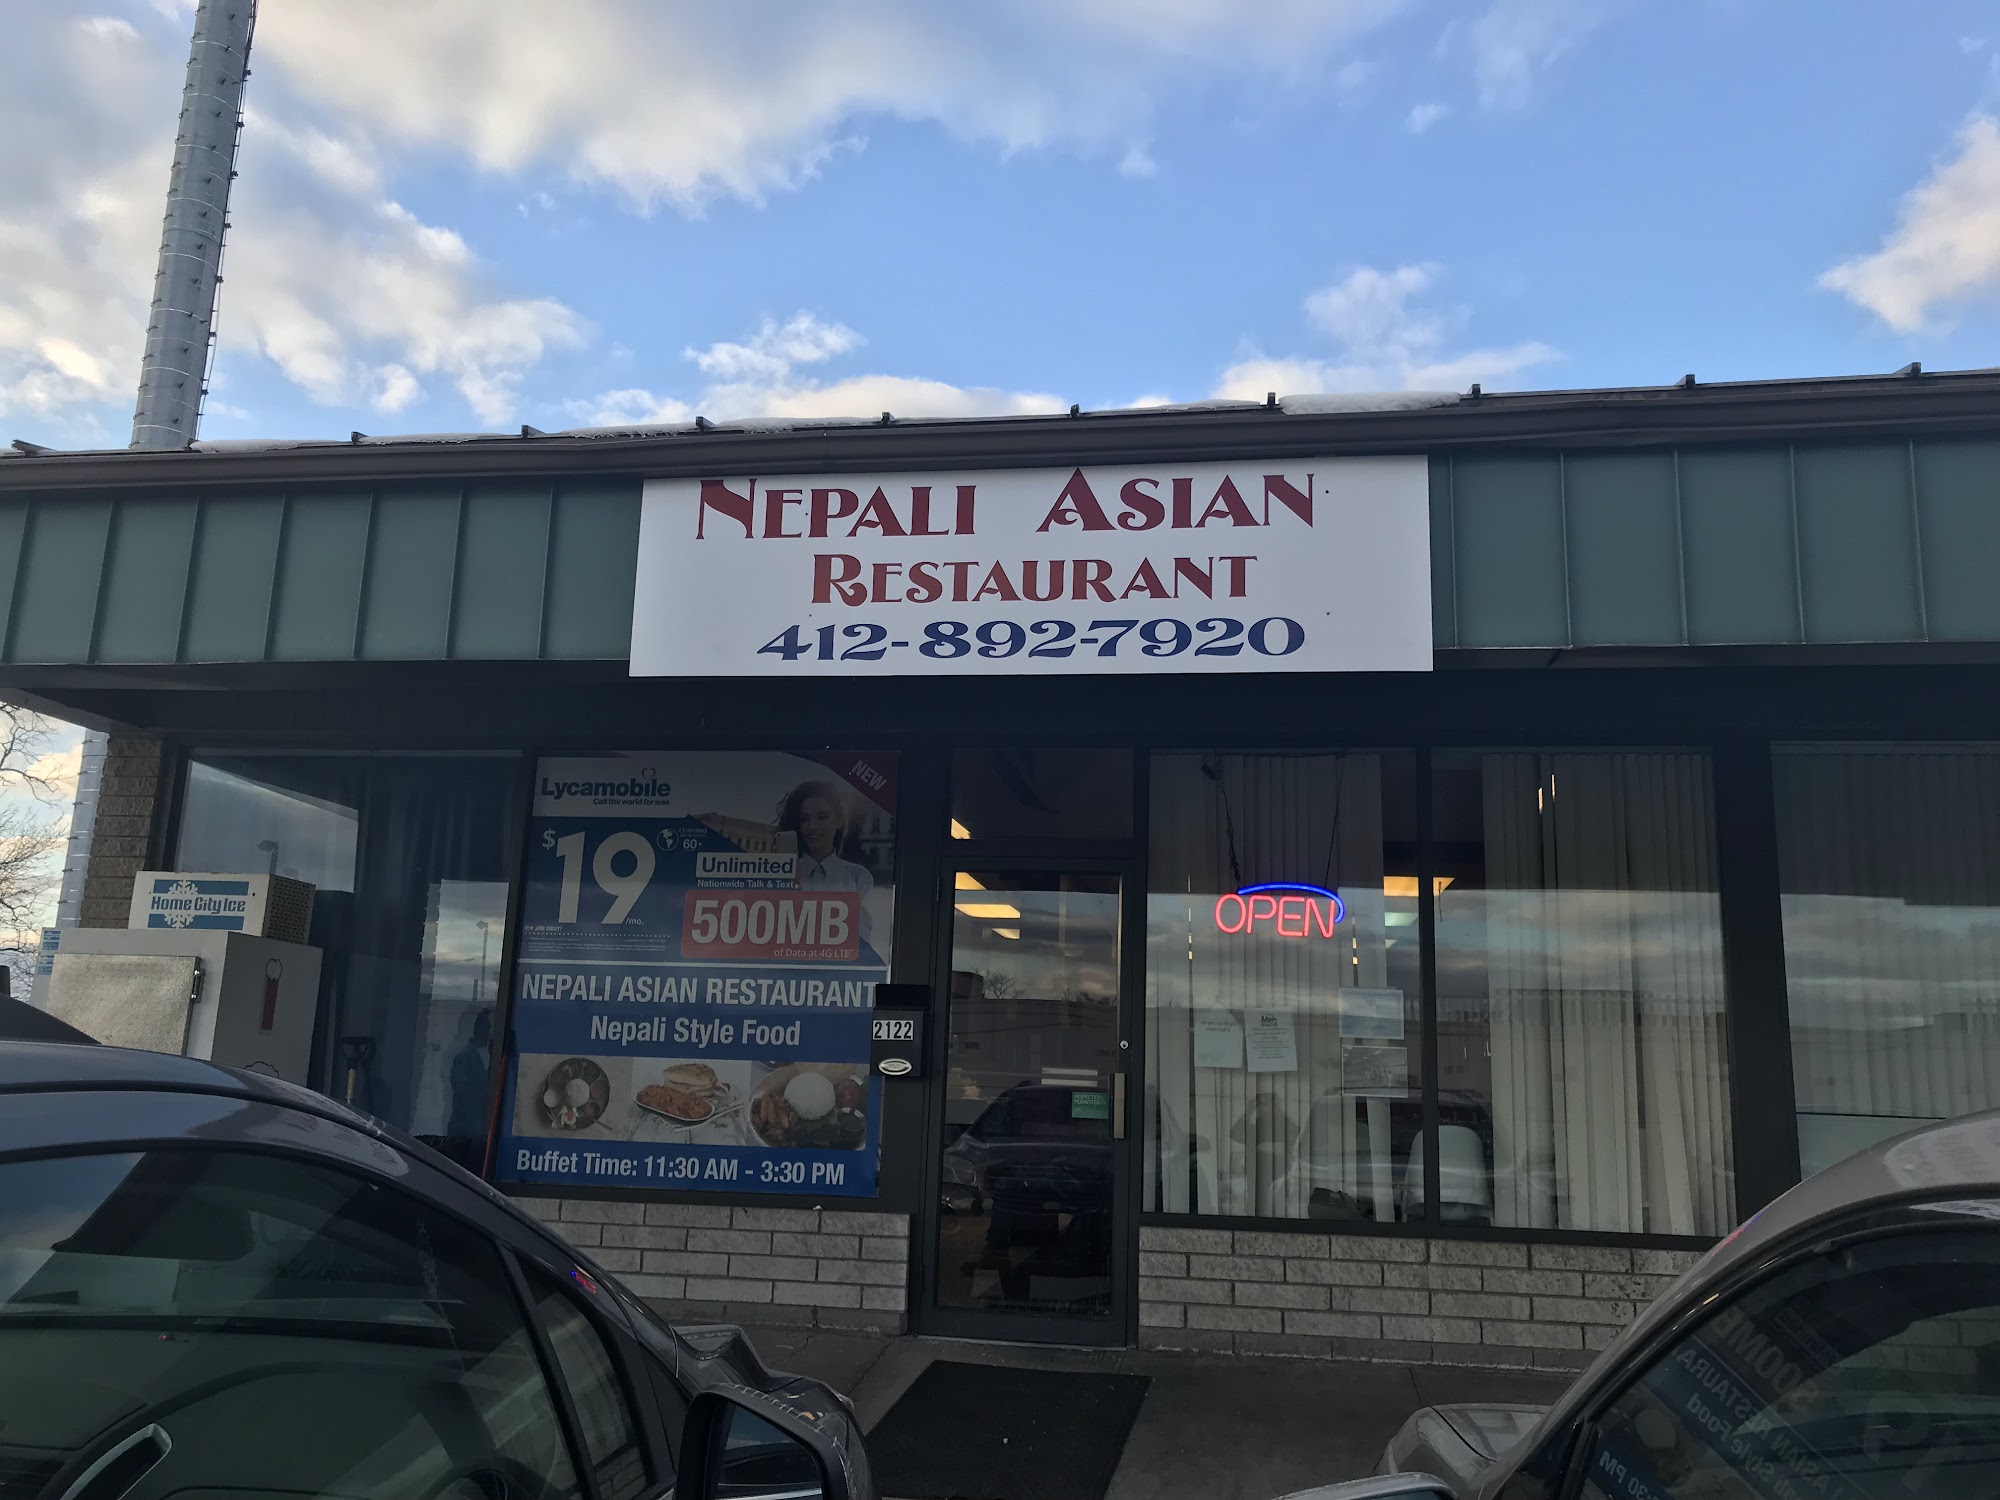 NEPALI ASIAN
RESTAURANT
412-892-7920
Lycamobile
Call the world for less
NEW
$19/mo.
Unlimited
60+
Unlimited
Nationwide Talk & Text
500MB
of Data at 4G LTE
NEPALI ASIAN RESTAURANT
Nepali Style Food
Buffet Time: 11:30 AM - 3:30 PM
Home City Ice
2122
OPEN